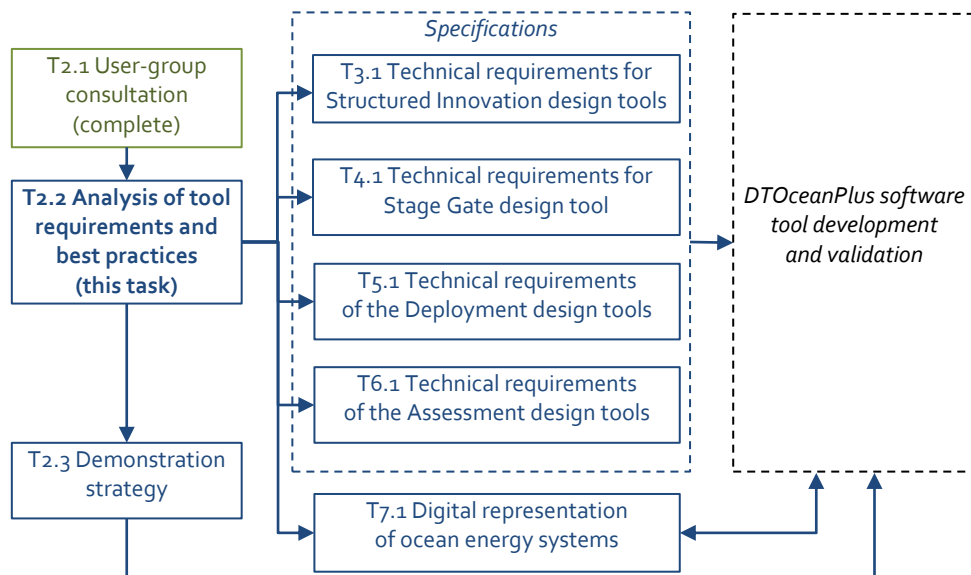 Specifications
T2.1 User-group
consultation
(complete)
T2.2 Analysis of tool
requirements and
best practices
(this task)
T2.3 Demonstration
strategy
T3.1 Technical requirements for
Structured Innovation design tools
T4.1 Technical requirements for
Stage Gate design tool
T5.1 Technical requirements
of the Deployment design tools
T6.1 Technical requirements
of the Assessment design tools
T7.1 Digital representation
of ocean energy systems
DTOceanPlus software
tool development
and validation